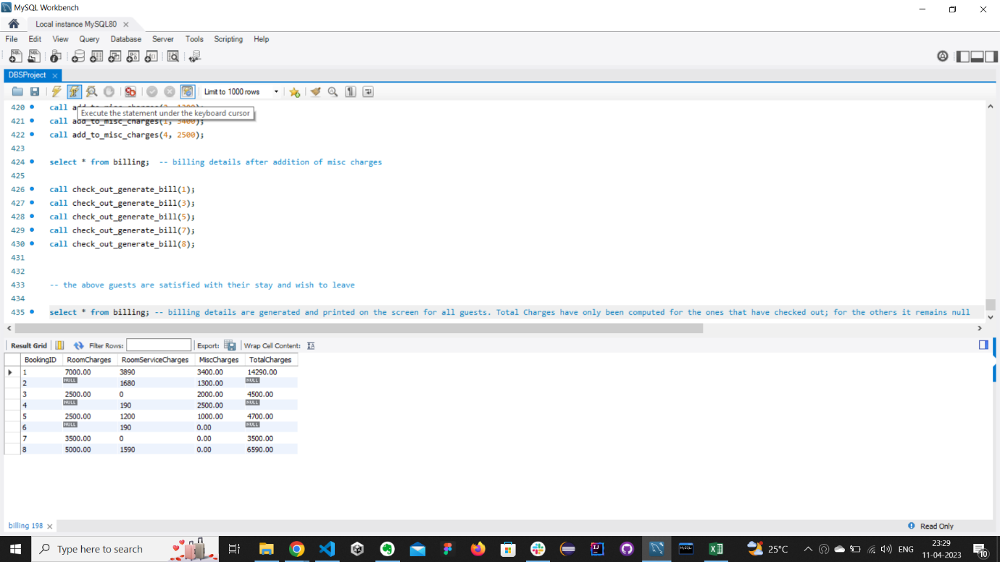 MySQL Workbench
Local instance MySQL80
File Edit View Query Database Server Tools Scripting Help
DBSProject
Limit to 1000 rows
420 call
Execute the statement under the keyboard cursor
421 call add_to_misc_charges(1, 3400);
422 call add_to_misc_charges(4, 2500);
423
424 select * from billing; -- billing details after addition of misc charges
425
426 call check_out_generate_bill(1);
427 call check_out_generate_bill(3);
428 call check_out_generate_bill(5);
429 call check_out_generate_bill(7);
430 call check_out_generate_bill(8);
431
432
433 -- the above guests are satisfied with their stay and wish to leave
434
435 select * from billing; -- billing details are generated and printed on the screen for all guests. Total Charges have only been computed for the ones that have checked out; for the others it remains null
Result Grid Filter Rows: Export: Wrap Cell Content: IA
BookingID RoomCharges RoomServiceCharges MiscCharges TotalCharges
1 7000.00 3890 3400.00 14290.00
2 NULL 1680 1300.00 NULL
3 2500.00 0 2000.00 4500.00
4 NULL 190 2500.00 NULL
5 2500.00 1200 1000.00 4700.00
6 NULL 190 0.00 NULL
7 3500.00 0 0.00 3500.00
8 5000.00 1590 0.00 6590.00
billing 198
Read Only
Type here to search
25°C
ENG
23:29
11-04-2023
10